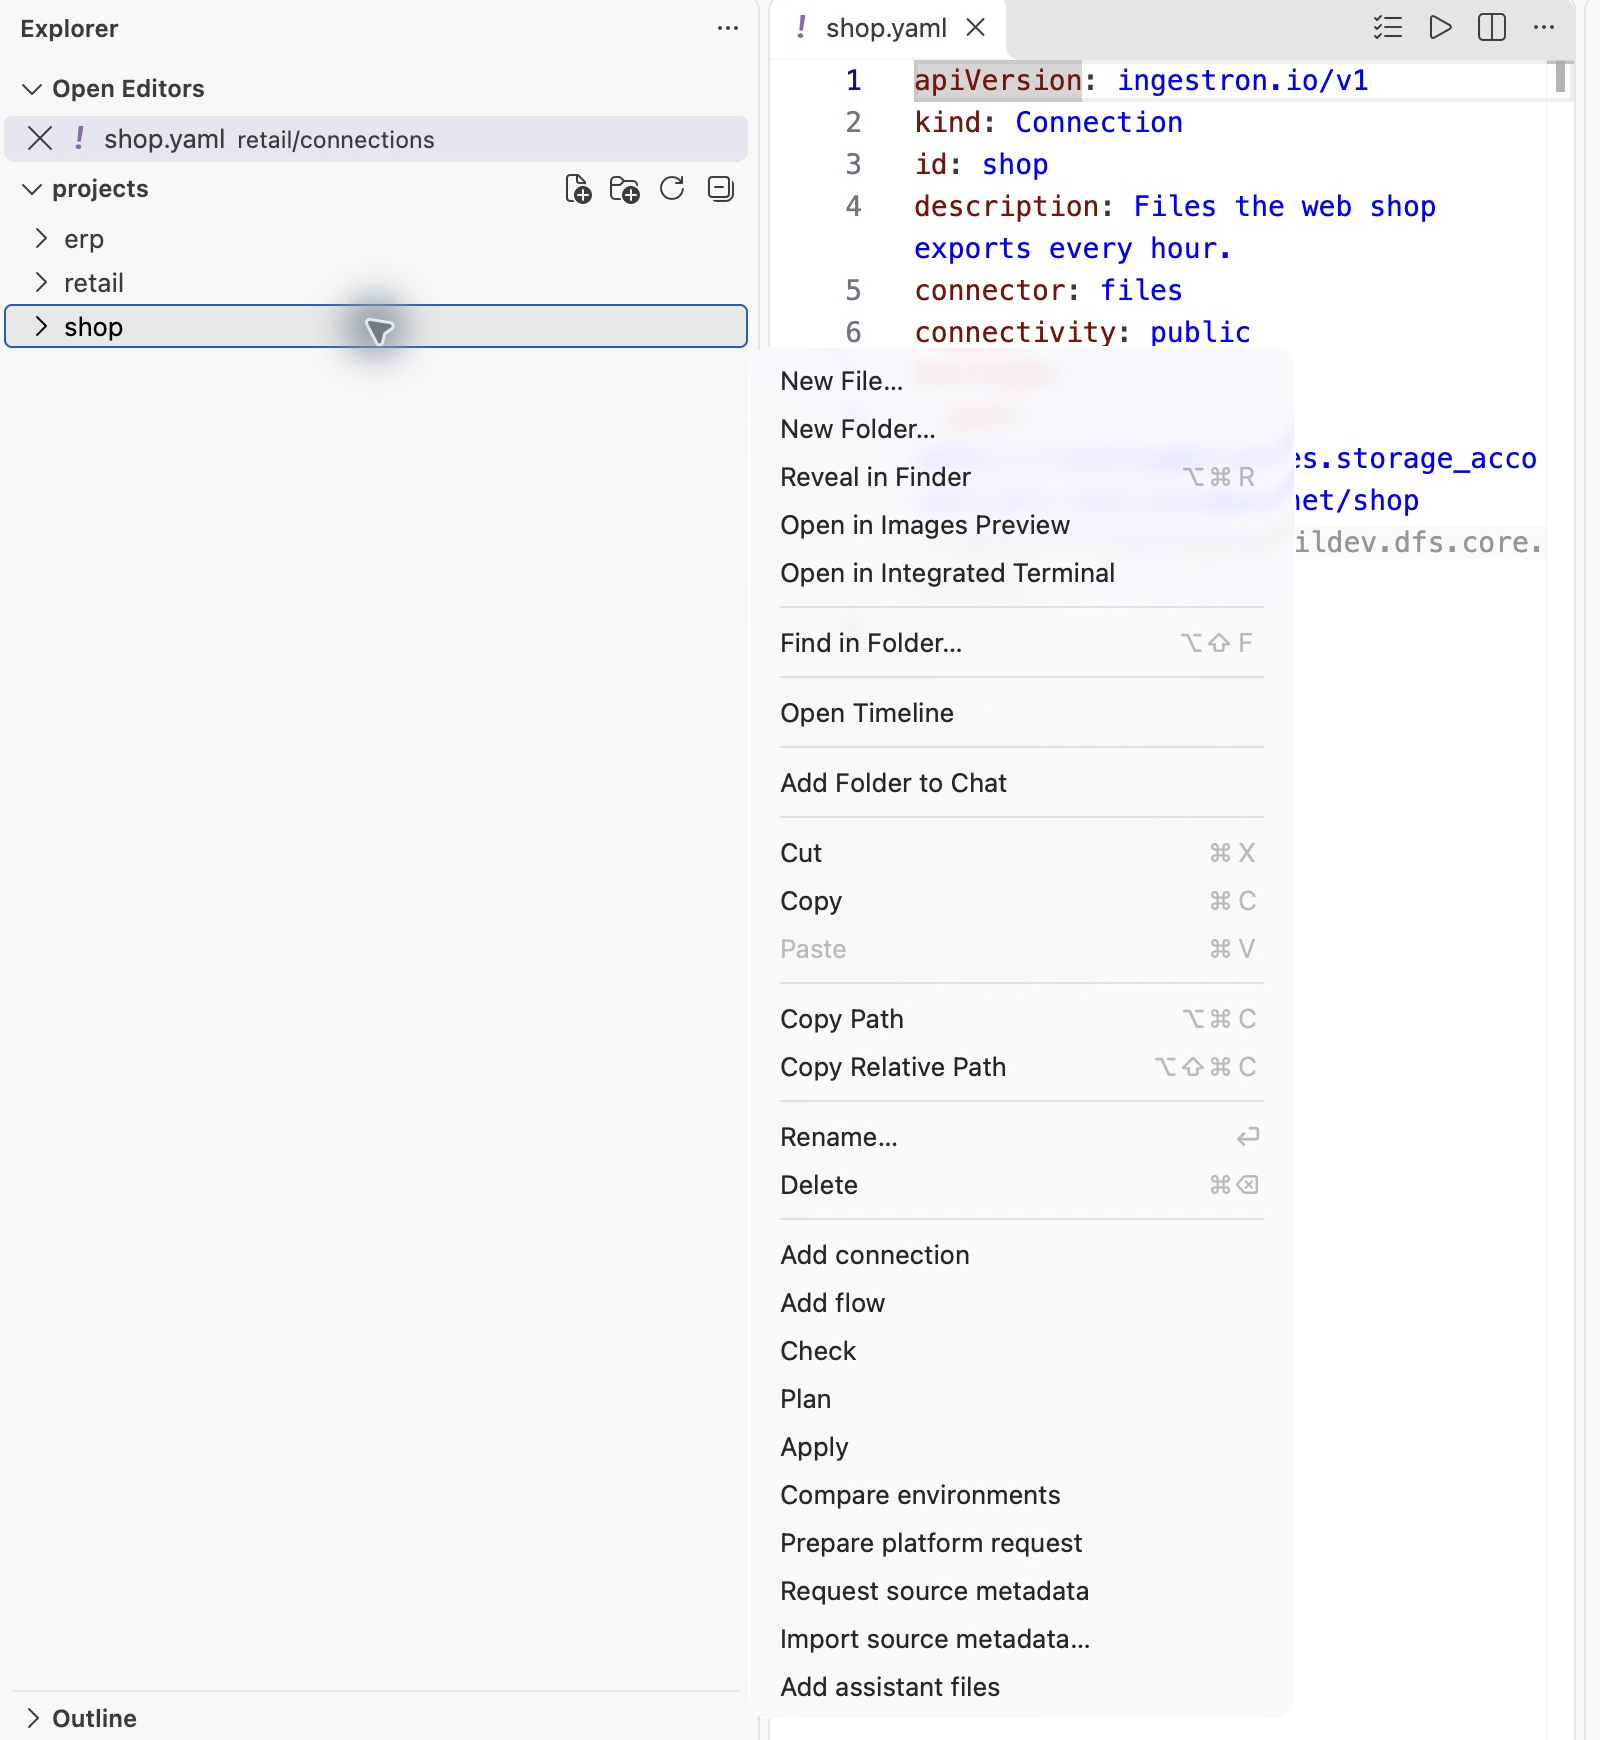 Explorer
Open Editors
shop.yaml retail/connections
projects
erp
retail
shop
Outline
! shop.yaml
1 apiVersion: ingestron.io/v1
2 kind: Connection
3 id: shop
4 description: Files the web shop
exports every hour.
5 connector: files
6 connectivity: public
es.storage_acco
net/shop
ildev.dfs.core.
New File...
New Folder...
Reveal in Finder ⌥⌘R
Open in Images Preview
Open in Integrated Terminal
Find in Folder... ⌥⇧F
Open Timeline
Add Folder to Chat
Cut ⌘X
Copy ⌘C
Paste ⌘V
Copy Path ⌥⌘C
Copy Relative Path ⌥⇧⌘C
Rename... ↩
Delete ⌘⌫
Add connection
Add flow
Check
Plan
Apply
Compare environments
Prepare platform request
Request source metadata
Import source metadata...
Add assistant files